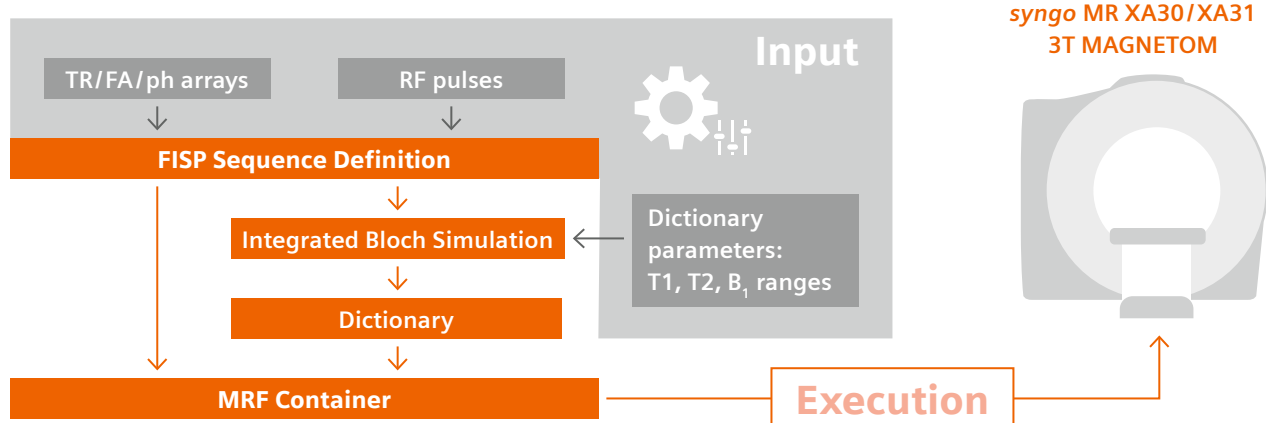 syngo MR XA30/XA31
3T MAGNETOM
Input
TR/FA/ph arrays
RF pulses
FISP Sequence Definition
Dictionary
parameters:
T1, T2, B₁ ranges
Integrated Bloch Simulation
Dictionary
MRF Container
Execution